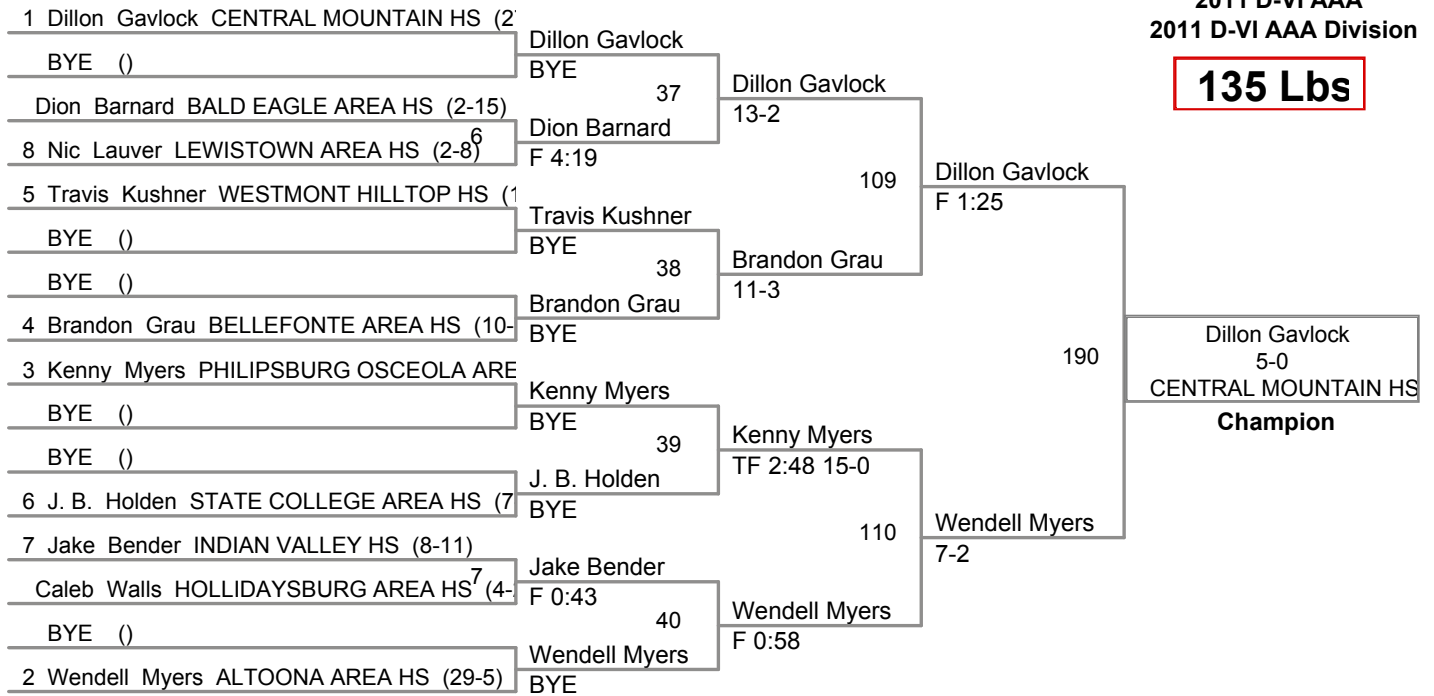 2011 D-VI AAA
2011 D-VI AAA Division
135 Lbs
1 Dillon Gavlock CENTRAL MOUNTAIN HS (2
BYE ()
Dion Barnard BALD EAGLE AREA HS (2-15)
6
8 Nic Lauver LEWISTOWN AREA HS (2-8)
5 Travis Kushner WESTMONT HILLTOP HS (1
BYE ()
BYE ()
4 Brandon Grau BELLEFONTE AREA HS (10-
3 Kenny Myers PHILIPSBURG OSCEOLA ARE
BYE ()
BYE ()
6 J. B. Holden STATE COLLEGE AREA HS (7
7 Jake Bender INDIAN VALLEY HS (8-11)
7
Caleb Walls HOLLIDAYSBURG AREA HS (4-
BYE ()
2 Wendell Myers ALTOONA AREA HS (29-5)
Dillon Gavlock
BYE
37
Dion Barnard
F 4:19
Travis Kushner
BYE
38
Brandon Grau
BYE
Kenny Myers
BYE
39
J. B. Holden
BYE
Jake Bender
F 0:43
40
Wendell Myers
BYE
Dillon Gavlock
13-2
109
Brandon Grau
11-3
Kenny Myers
TF 2:48 15-0
110
Wendell Myers
F 0:58
Dillon Gavlock
F 1:25
190
Wendell Myers
7-2
Dillon Gavlock
5-0
CENTRAL MOUNTAIN HS
Champion